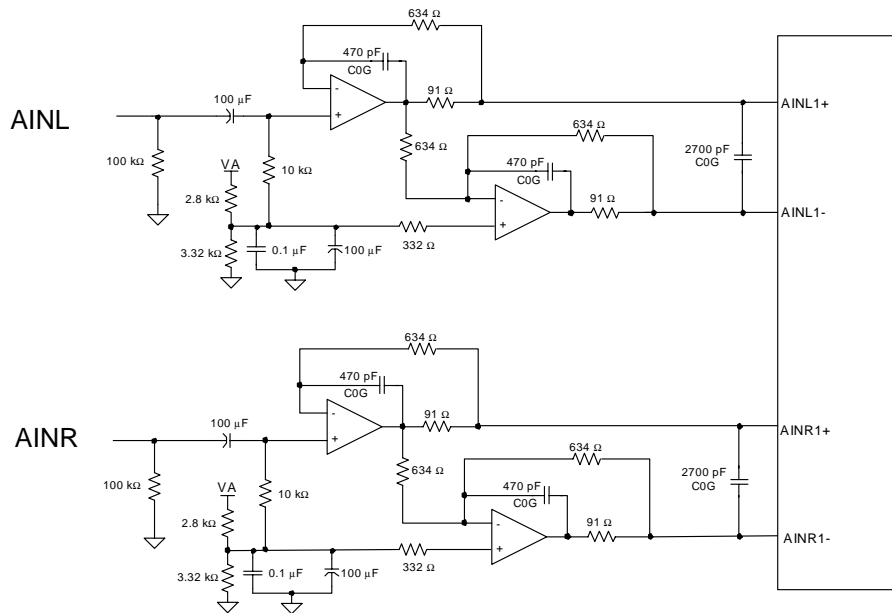 634 Ω
470 pF
C0G
91 Ω
100 µF
AINL
-
+
AINL1+
634 Ω
634 Ω
470 pF
C0G
2700 pF
C0G
100 kΩ
VA
10 kΩ
2.8 kΩ
-
+
91 Ω
AINL1-
332 Ω
3.32 kΩ
0.1 µF
100 µF
634 Ω
470 pF
C0G
91 Ω
100 µF
AINR
-
+
AINR1+
634 Ω
634 Ω
470 pF
C0G
2700 pF
C0G
100 kΩ
VA
10 kΩ
2.8 kΩ
-
+
91 Ω
AINR1-
332 Ω
3.32 kΩ
0.1 µF
100 µF